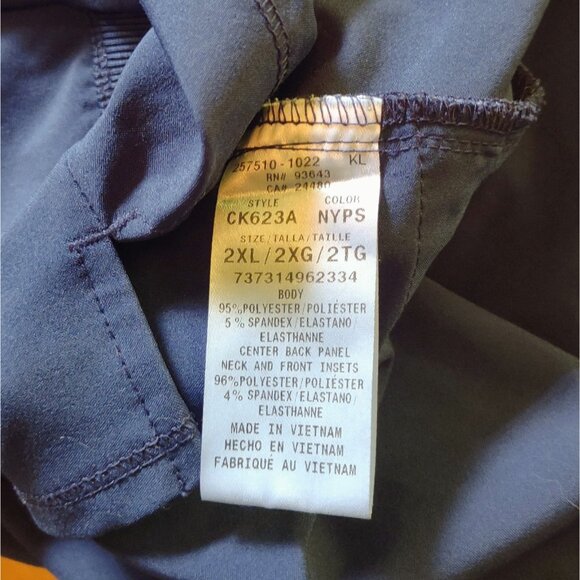 257510-1022 KL
RN# 93643
CA# 24480
STYLE COLOR
CK623A NYPS
SIZE/TALLA/TAILLE
2XL/2XG/2TG
737314962334
BODY
95%POLYESTER/POLIÉSTER
5% SPANDEX/ELASTANO/
ELASTHANNE
CENTER BACK PANEL
NECK AND FRONT INSETS
96%POLYESTER/POLIÉSTER
4% SPANDEX/ELASTANO/
ELASTHANNE
MADE IN VIETNAM
HECHO EN VIETNAM
FABRIQUÉ AU VIETNAM